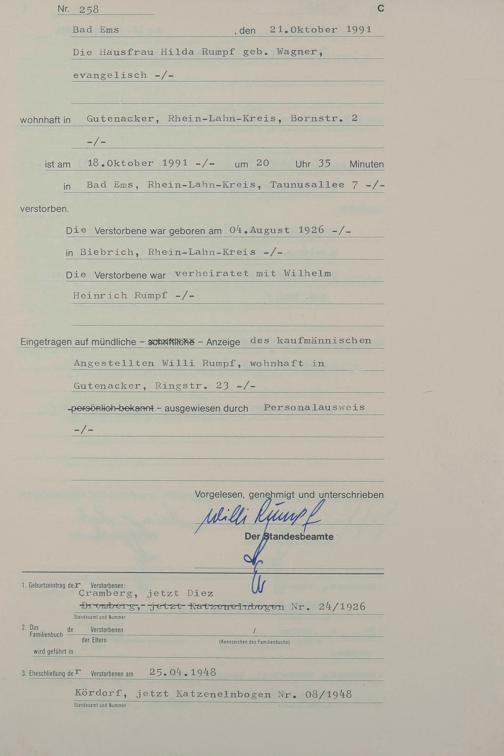 Nr. 258 C
Bad Ems , den 21.Oktober 1991
Die Hausfrau Hilda Rumpf geb. Wagner,
evangelisch -/-
wohnhaft in Gutenacker, Rhein-Lahn-Kreis, Bornstr. 2
-/-
ist am 18.Oktober 1991 -/- um 20 Uhr 35 Minuten
in Bad Ems, Rhein-Lahn-Kreis, Taunusallee 7 -/-
verstorben.
Die Verstorbene war geboren am 04.August 1926 -/-
in Biebrich, Rhein-Lahn-Kreis -/-
Die Verstorbene war verheiratet mit Wilhelm
Heinrich Rumpf -/-
Eingetragen auf mündliche – schriftliche – Anzeige des kaufmännischen
Angestellten Willi Rumpf, wohnhaft in
Gutenacker, Ringstr. 23 -/-
-persönlich bekannt – ausgewiesen durch Personalausweis
-/-
Vorgelesen, genehmigt und unterschrieben
Willi Rumpf
Der Standesbeamte
1. Geburtseintrag der Verstorbenen:
Cramberg, jetzt Diez
Dromberg, jetzt Katzenelnbogen Nr. 24/1926
Standesamt und Nummer
2. Das Familienbuch de Verstorbenen /
der Eltern (Kennzeichen des Familienbuchs)
wird geführt in
3. Eheschließung der Verstorbenen am 25.04.1948
Kördorf, jetzt Katzenelnbogen Nr. 08/1948
Standesamt und Nummer